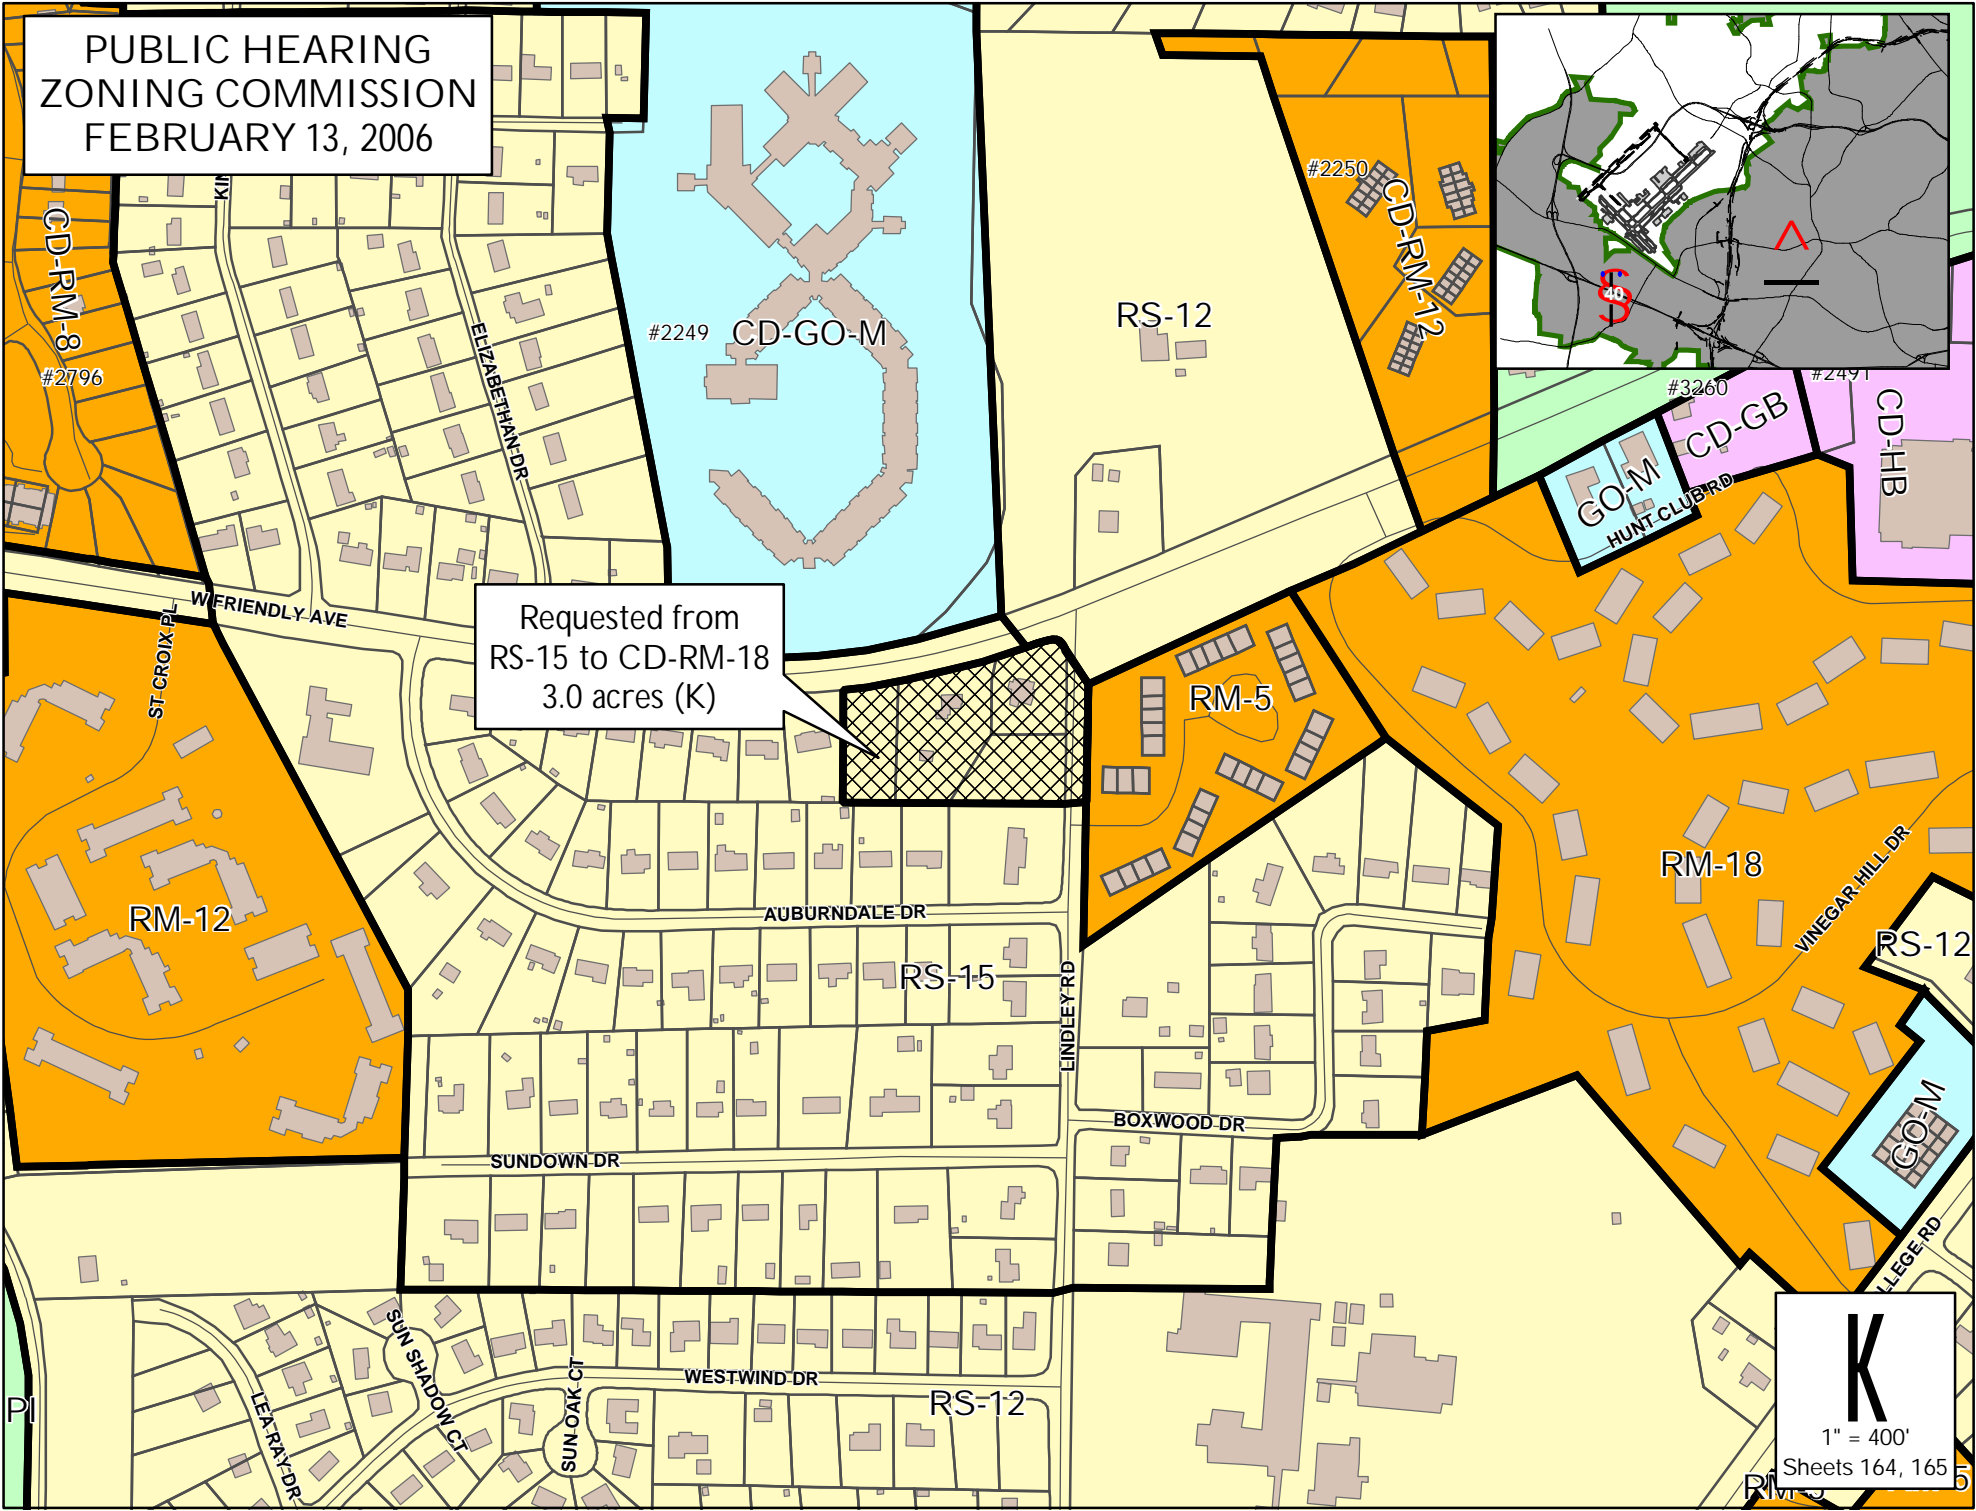 PUBLIC HEARING
ZONING COMMISSION
FEBRUARY 13, 2006
CD-RM-8
#2796
ELIZABETHAN DR
#2249
CD-GO-M
RS-12
#2250
CD-RM-12
40
#3260
#2491
CD-GB
CD-HB
GO-M
HUNT CLUB RD
W FRIENDLY AVE
ST CROIX PL
Requested from
RS-15 to CD-RM-18
3.0 acres (K)
RM-5
RM-18
VINEGAR HILL DR
RS-12
RM-12
AUBURNDALE DR
RS-15
LINDLEY RD
BOXWOOD DR
SUNDOWN DR
GO-M
LLEGE RD
SUN SHADOW CT
LEA RAY DR
SUN OAK CT
WESTWIND DR
RS-12
PI
K
1" = 400'
Sheets 164, 165